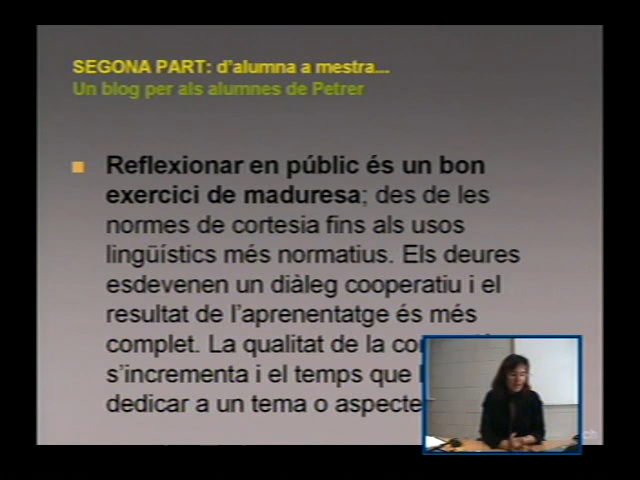 SEGONA PART: d'alumna a mestra...
Un blog per als alumnes de Petrer
Reflexionar en públic és un bon
exercici de maduresa; des de les
normes de cortesia fins als usos
lingüístics més normatius. Els deures
esdevenen un diàleg cooperatiu i el
resultat de l'aprenentatge és més
complet. La qualitat de la
s'incrementa i el temps que
dedicar a un tema o aspecte